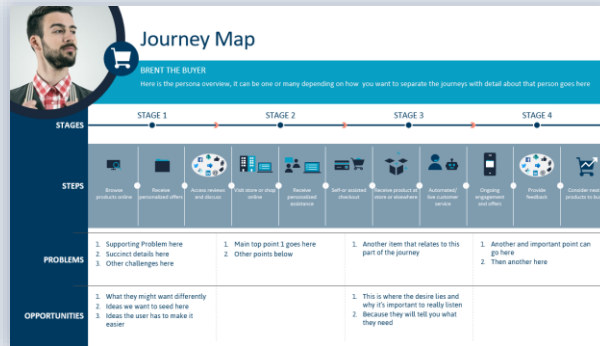 Journey Map
BRENT THE BUYER
Here is the persona overview, it can be one or many depending on how you want to separate the journeys with detail about that person goes here
STAGES
STAGE 1
STAGE 2
STAGE 3
STAGE 4
STEPS
Browse
products online
Receive
personalized offers
Access reviews
and discuss
Visit store or shop
online
Receive
personalized
assistance
Self-or assisted
checkout
Receive product at
store or elsewhere
Automated/
live customer
service
Ongoing
engagement
and offers
Provide
feedback
Consider next
products to
PROBLEMS
1. Supporting Problem here
2. Succinct details here
3. Other challenges here
1. Main top point 1 goes here
2. Other points below
1. Another item that relates to this
part of the journey
1. Another and important point can
go here
2. Then another here
OPPORTUNITIES
1. What they might want differently
2. Ideas we want to seed here
3. Ideas the user has to make it
easier
1. This is where the desire lies and
why it's important to really listen
2. Because they will tell you what
they need